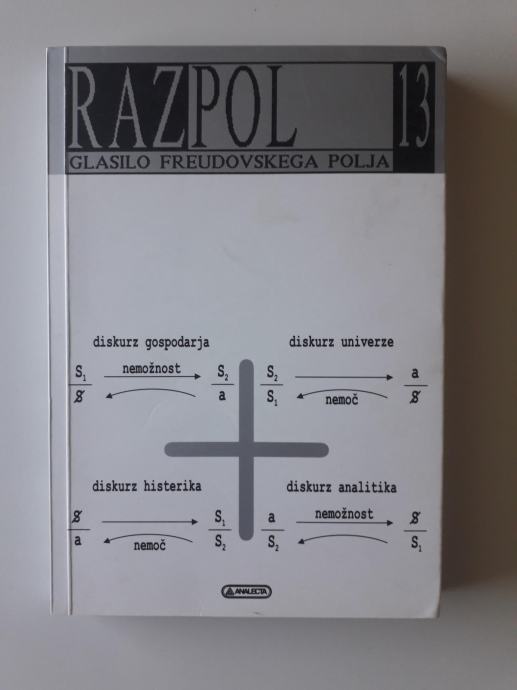 RAZPOL 13
GLASILO FREUDOVSKEGA POLJA
diskurz gospodarja
S₁ nemožnost S₂
$ a
diskurz univerze
S₂ a
S₁ nemoč $
diskurz histerika
$ S₁
a nemoč S₂
diskurz analitika
a nemožnost $
S₂ S₁
ANALECTA